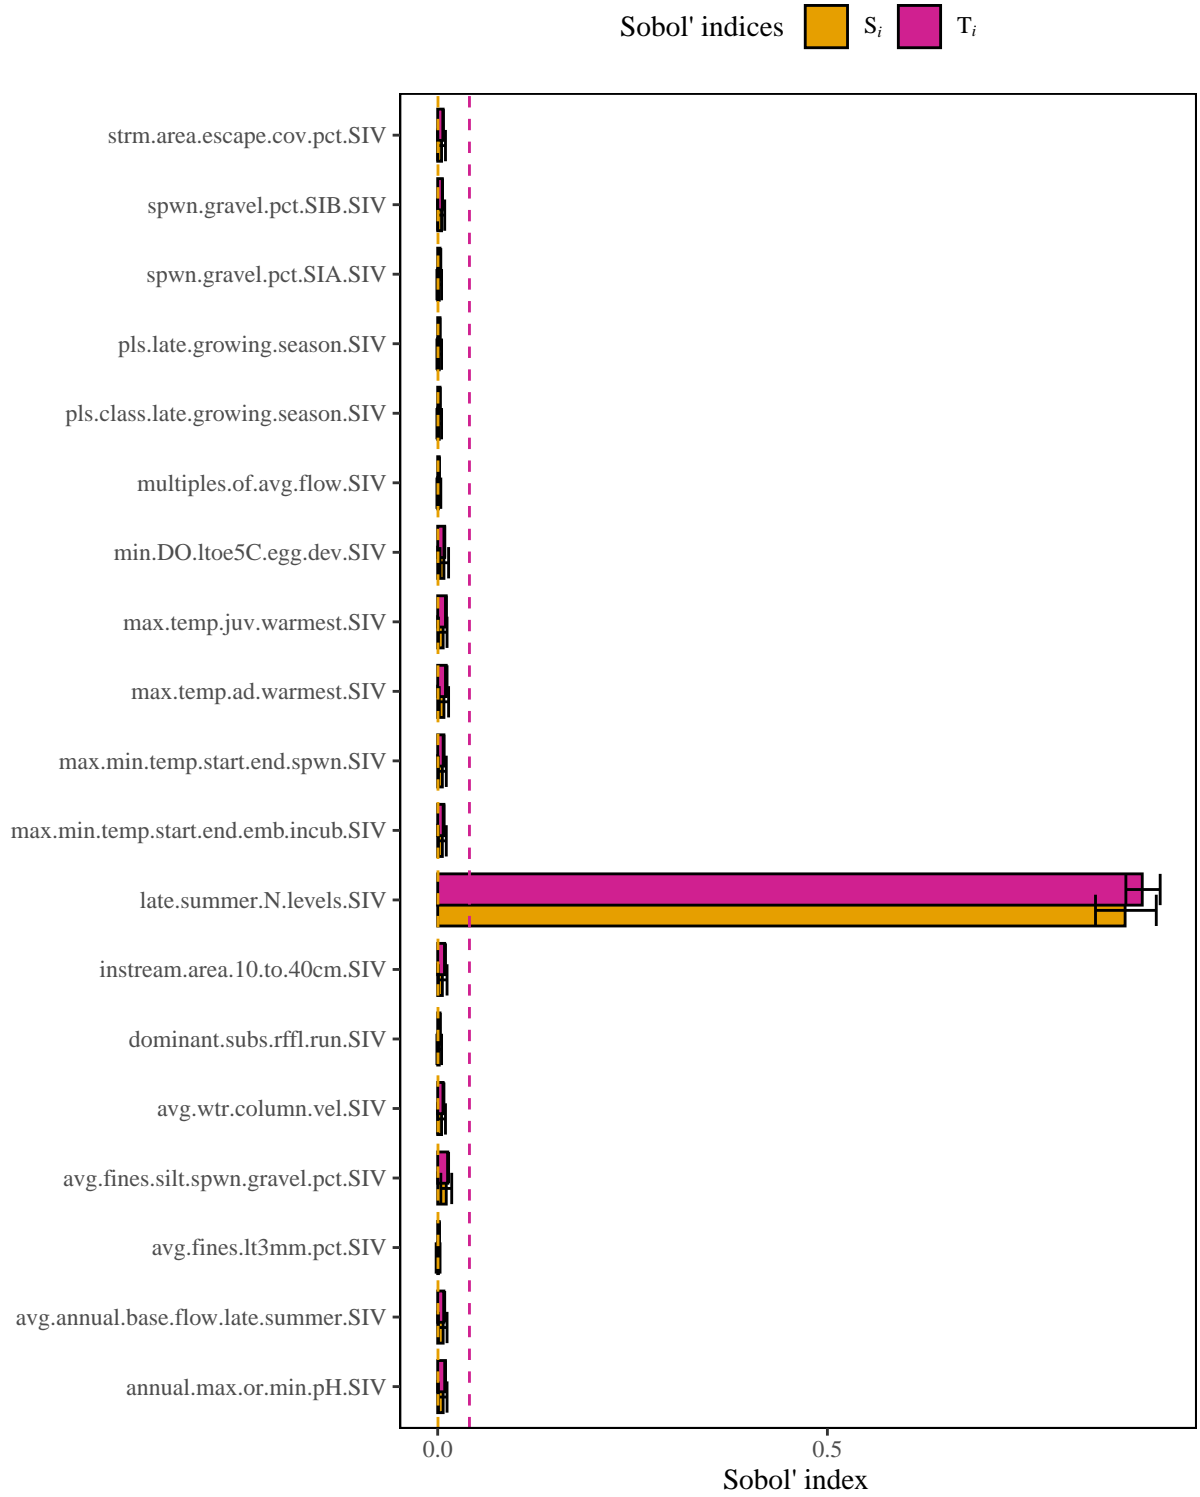 Sobol' indices Si Ti
strm.area.escape.cov.pct.SIV
spwn.gravel.pct.SIB.SIV
spwn.gravel.pct.SIA.SIV
pls.late.growing.season.SIV
pls.class.late.growing.season.SIV
multiples.of.avg.flow.SIV
min.DO.ltoe5C.egg.dev.SIV
max.temp.juv.warmest.SIV
max.temp.ad.warmest.SIV
max.min.temp.start.end.spwn.SIV
max.min.temp.start.end.emb.incub.SIV
late.summer.N.levels.SIV
instream.area.10.to.40cm.SIV
dominant.subs.rffl.run.SIV
avg.wtr.column.vel.SIV
avg.fines.silt.spwn.gravel.pct.SIV
avg.fines.lt3mm.pct.SIV
avg.annual.base.flow.late.summer.SIV
annual.max.or.min.pH.SIV
0.0 0.5
Sobol' index